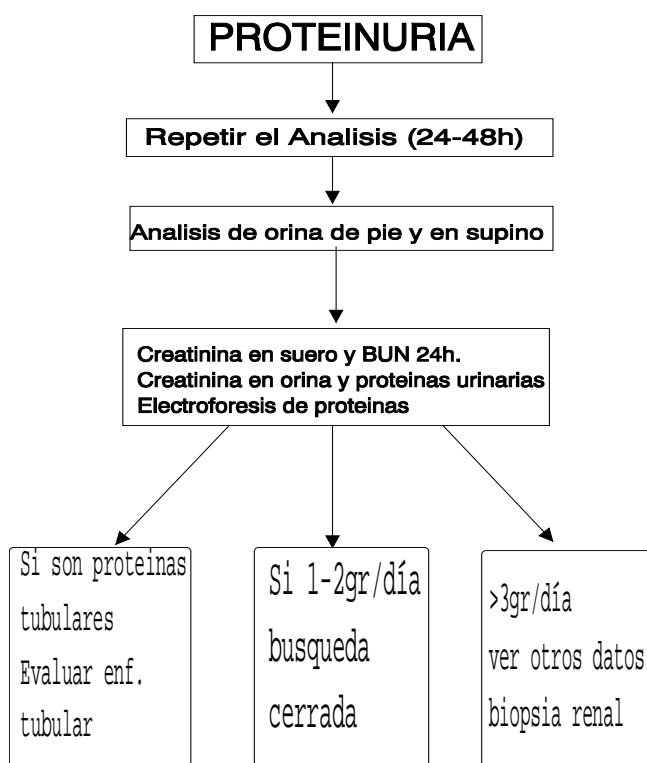 PROTEINURIA
Repetir el Analisis (24-48h)
Analisis de orina de pie y en supino
Creatinina en suero y BUN 24h.
Creatinina en orina y proteinas urinarias
Electroforesis de proteinas
Si son proteinas
tubulares
Evaluar enf.
tubular
Si 1-2gr/día
busqueda
cerrada
>3gr/día
ver otros datos
biopsia renal